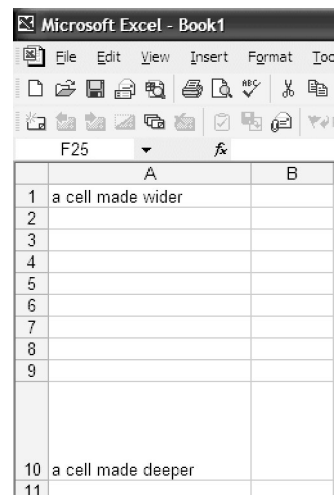 Microsoft Excel - Book1
File Edit View Insert Format Too
ABC
F25 fx
A B
1 a cell made wider
2
3
4
5
6
7
8
9
10 a cell made deeper
11